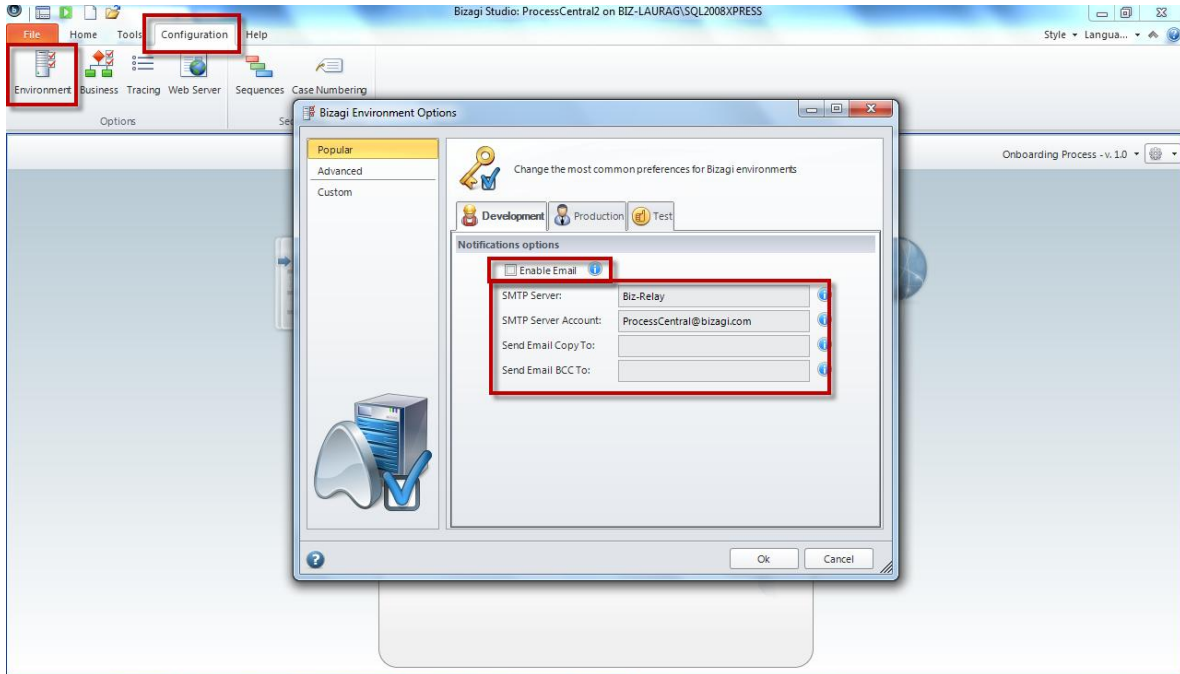 Bizagi Studio: ProcessCentral2 on BIZ-LAURAG\SQL2008XPRESS
File Home Tools Configuration Help
Style Langua...
Environment Business Tracing Web Server Sequences Case Numbering
Options
Se
Bizagi Environment Options
Onboarding Process - v. 1.0
Popular
Advanced
Custom
Change the most common preferences for Bizagi environments
Development Production Test
Notifications options
Enable Email
SMTP Server: Biz-Relay
SMTP Server Account: ProcessCentral@bizagi.com
Send Email Copy To:
Send Email BCC To:
Ok Cancel